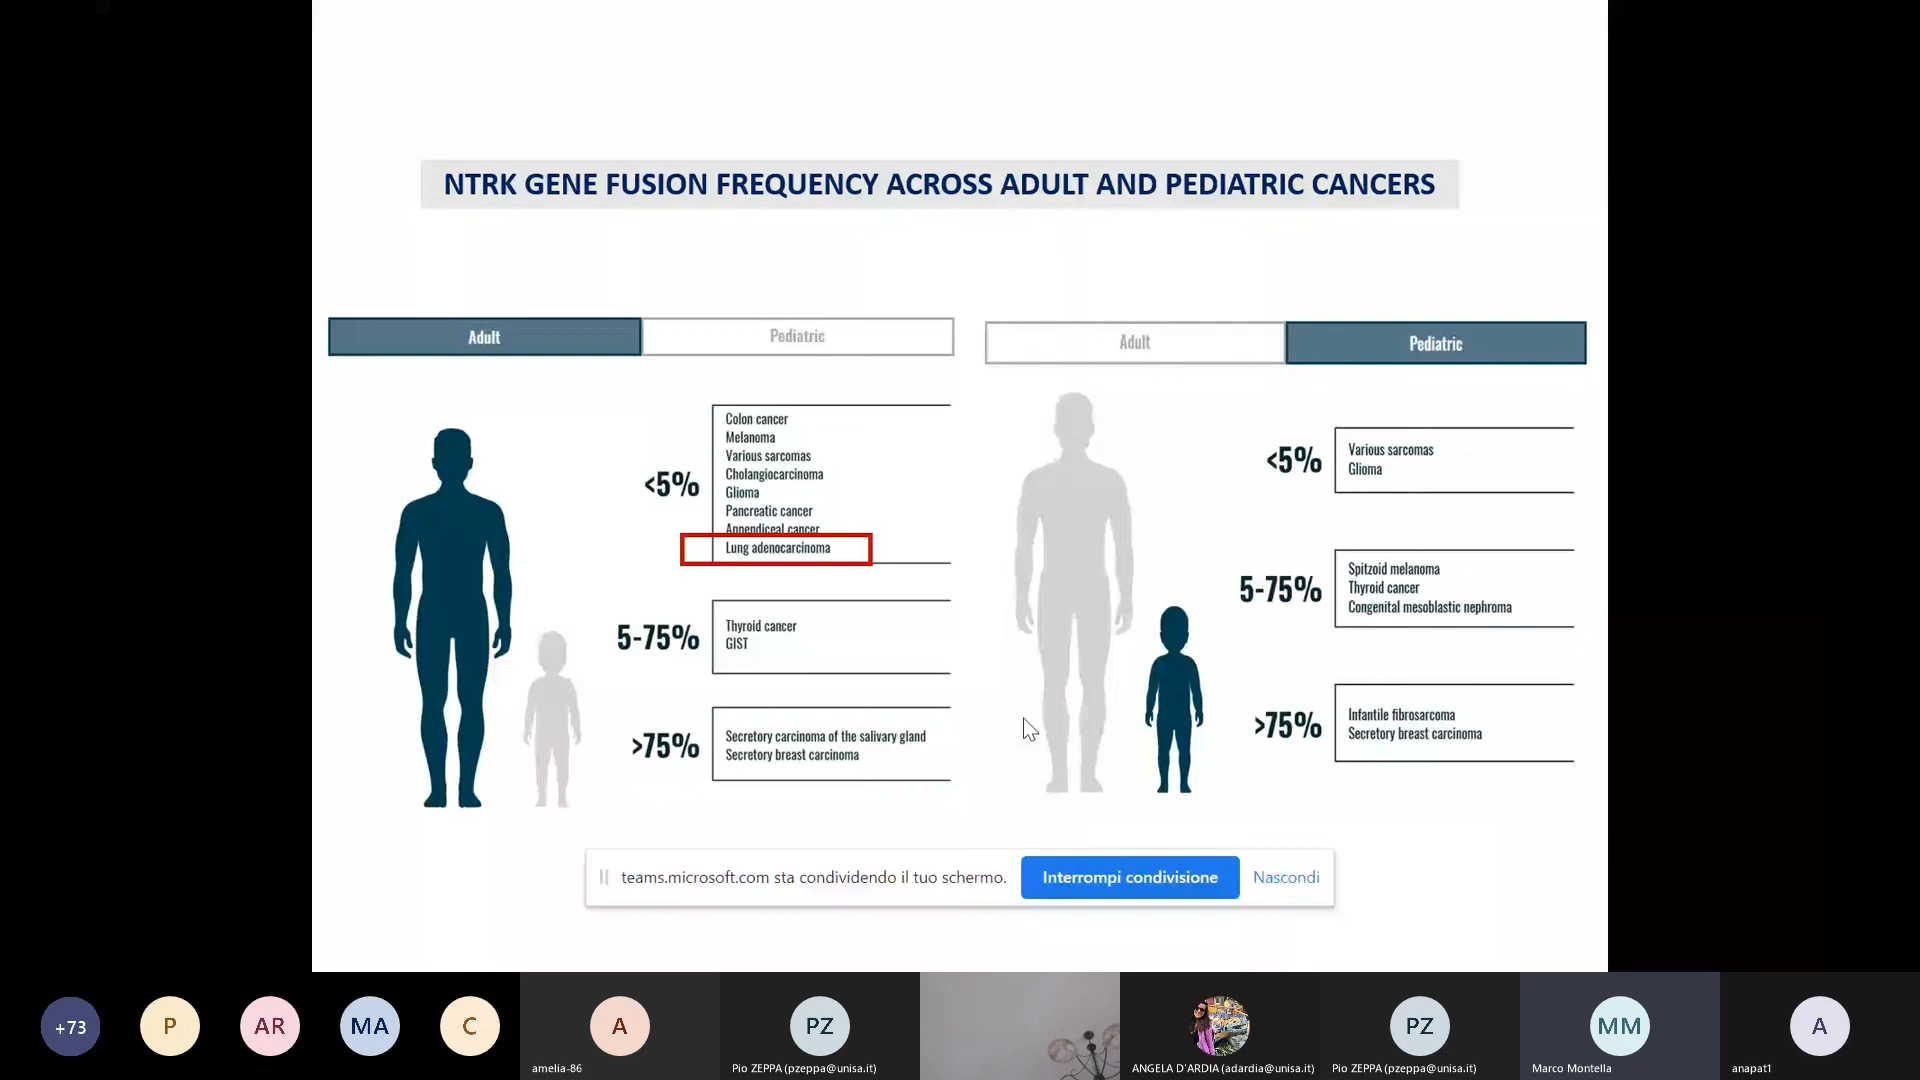 NTRK GENE FUSION FREQUENCY ACROSS ADULT AND PEDIATRIC CANCERS
Adult
Pediatric
<5%
Colon cancer
Melanoma
Various sarcomas
Cholangiocarcinoma
Glioma
Pancreatic cancer
Appendiceal cancer
Lung adenocarcinoma
5-75%
Thyroid cancer
GIST
>75%
Secretory carcinoma of the salivary gland
Secretory breast carcinoma
Adult
Pediatric
<5%
Various sarcomas
Glioma
5-75%
Spitzoid melanoma
Thyroid cancer
Congenital mesoblastic nephroma
>75%
Infantile fibrosarcoma
Secretory breast carcinoma
teams.microsoft.com sta condividendo il tuo schermo.
Interrompi condivisione
Nascondi
+73
P
AR
MA
C
A
amelia-86
PZ
Pio ZEPPA (pzeppa@unisa.it)
ANGELA D'ARDIA (adardia@unisa.it)
PZ
Pio ZEPPA (pzeppa@unisa.it)
MM
Marco Montella
A
anapat1